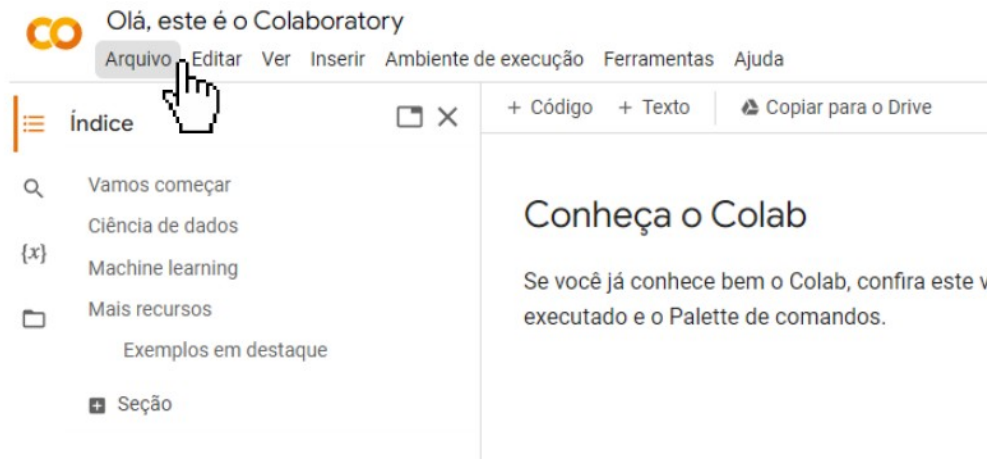 Olá, este é o Colaboratory
Arquivo Editar Ver Inserir Ambiente de execução Ferramentas Ajuda
Índice
+ Código + Texto Copiar para o Drive
Vamos começar
Ciência de dados
{x}
Machine learning
Mais recursos
Exemplos em destaque
Seção
Conheça o Colab
Se você já conhece bem o Colab, confira este
executado e o Palette de comandos.